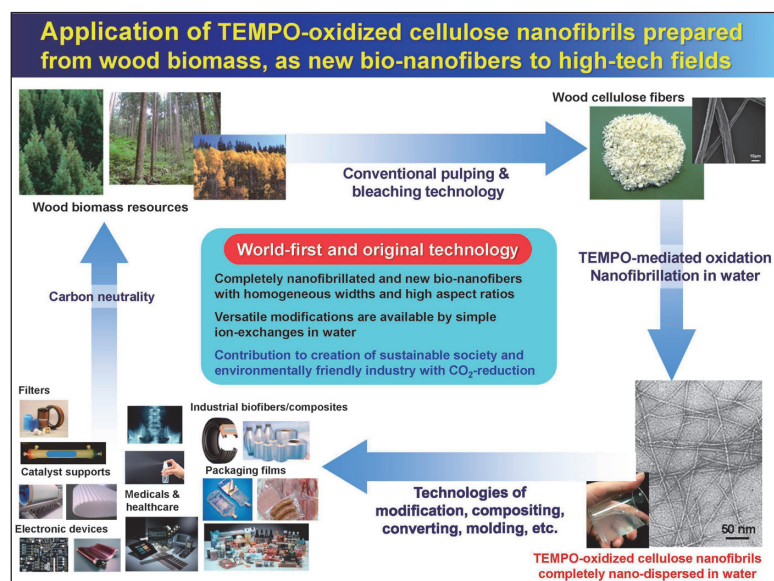 Application of TEMPO-oxidized cellulose nanofibrils prepared
from wood biomass, as new bio-nanofibers to high-tech fields
Wood cellulose fibers
10μm
Conventional pulping &
bleaching technology
Wood biomass resources
World-first and original technology
Completely nanofibrillated and new bio-nanofibers
with homogeneous widths and high aspect ratios
Versatile modifications are available by simple
ion-exchanges in water
Contribution to creation of sustainable society and
environmentally friendly industry with CO₂-reduction
TEMPO-mediated oxidation
Nanofibrillation in water
Carbon neutrality
Filters
Catalyst supports
Electronic devices
Medicals &
healthcare
Industrial biofibers/composites
Packaging films
Technologies of
modification, compositing,
converting, molding, etc.
50 nm
TEMPO-oxidized cellulose nanofibrils
completely nano-dispersed in water